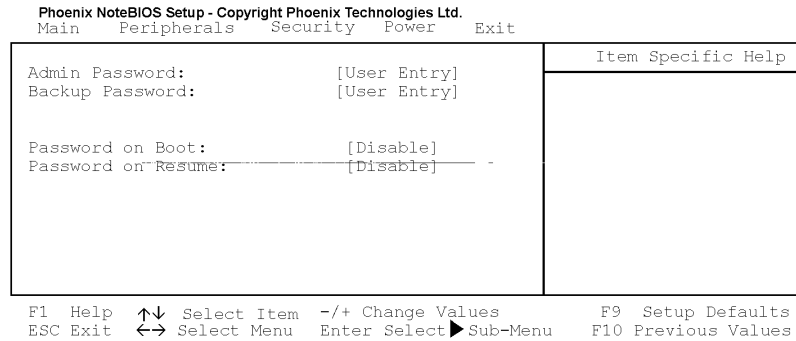 Phoenix NoteBIOS Setup - Copyright Phoenix Technologies Ltd.
Main Peripherals Security Power Exit
Item Specific Help
Admin Password: [User Entry]
Backup Password: [User Entry]
Password on Boot: [Disable]
Password on Resume: [Disable]
F1 Help ↑↓ Select Item -/+ Change Values F9 Setup Defaults
ESC Exit ←→ Select Menu Enter Select ▶ Sub-Menu F10 Previous Values